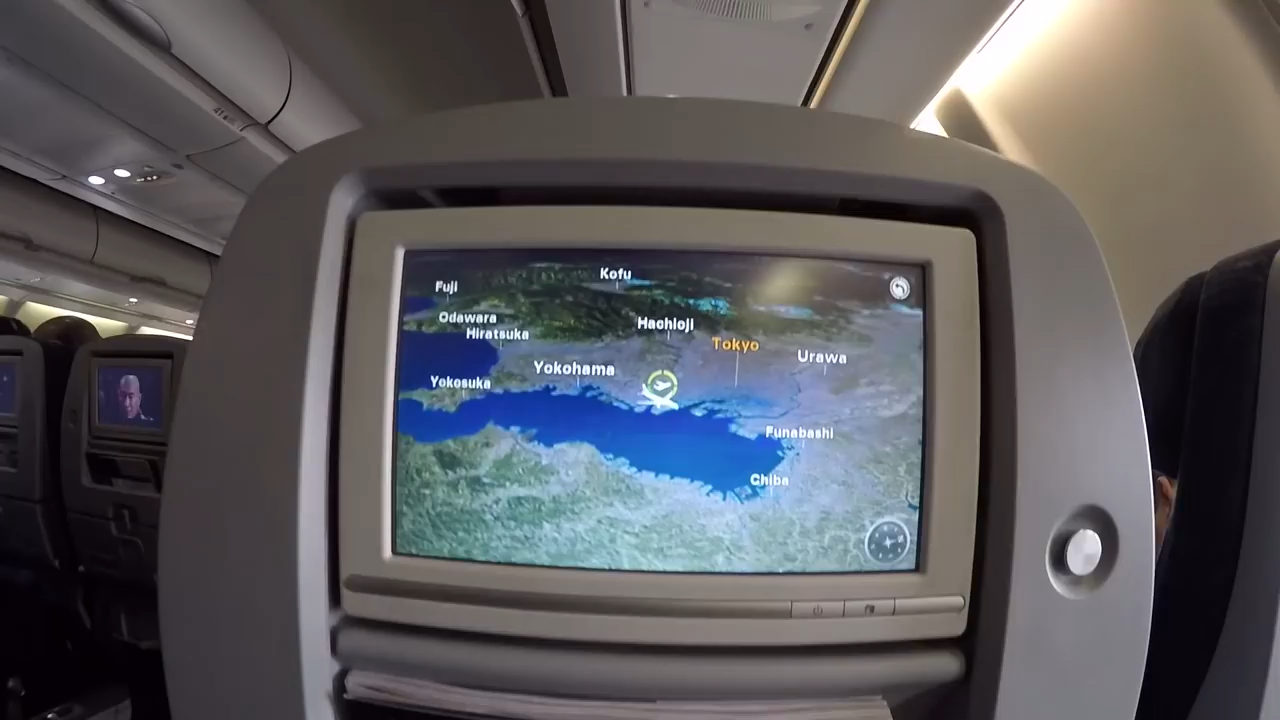 Kofu
Fuji
Odawara
Hachioji
Hiratsuka
Tokyo
Urawa
Yokohama
Yokosuka
Funabashi
Chiba